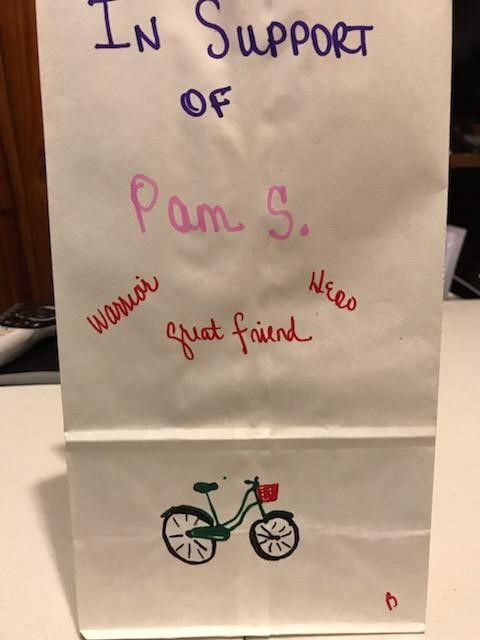 IN SUPPORT
OF
Pam S.
Warrior
Hero
great friend
B